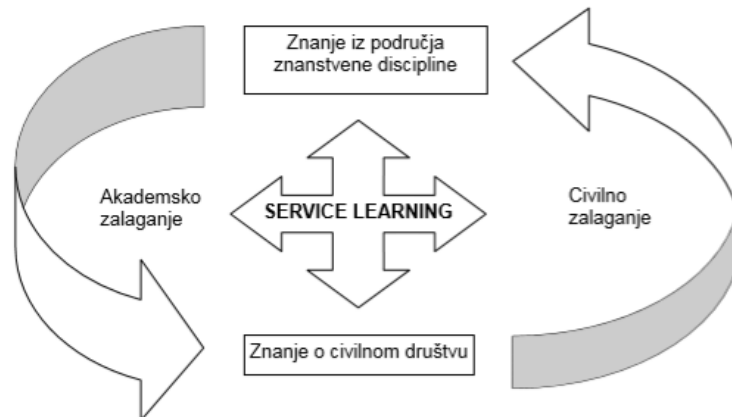 Znanje iz područja
znanstvene discipline
Akademsko
zalaganje
SERVICE LEARNING
Civilno
zalaganje
Znanje o civilnom društvu